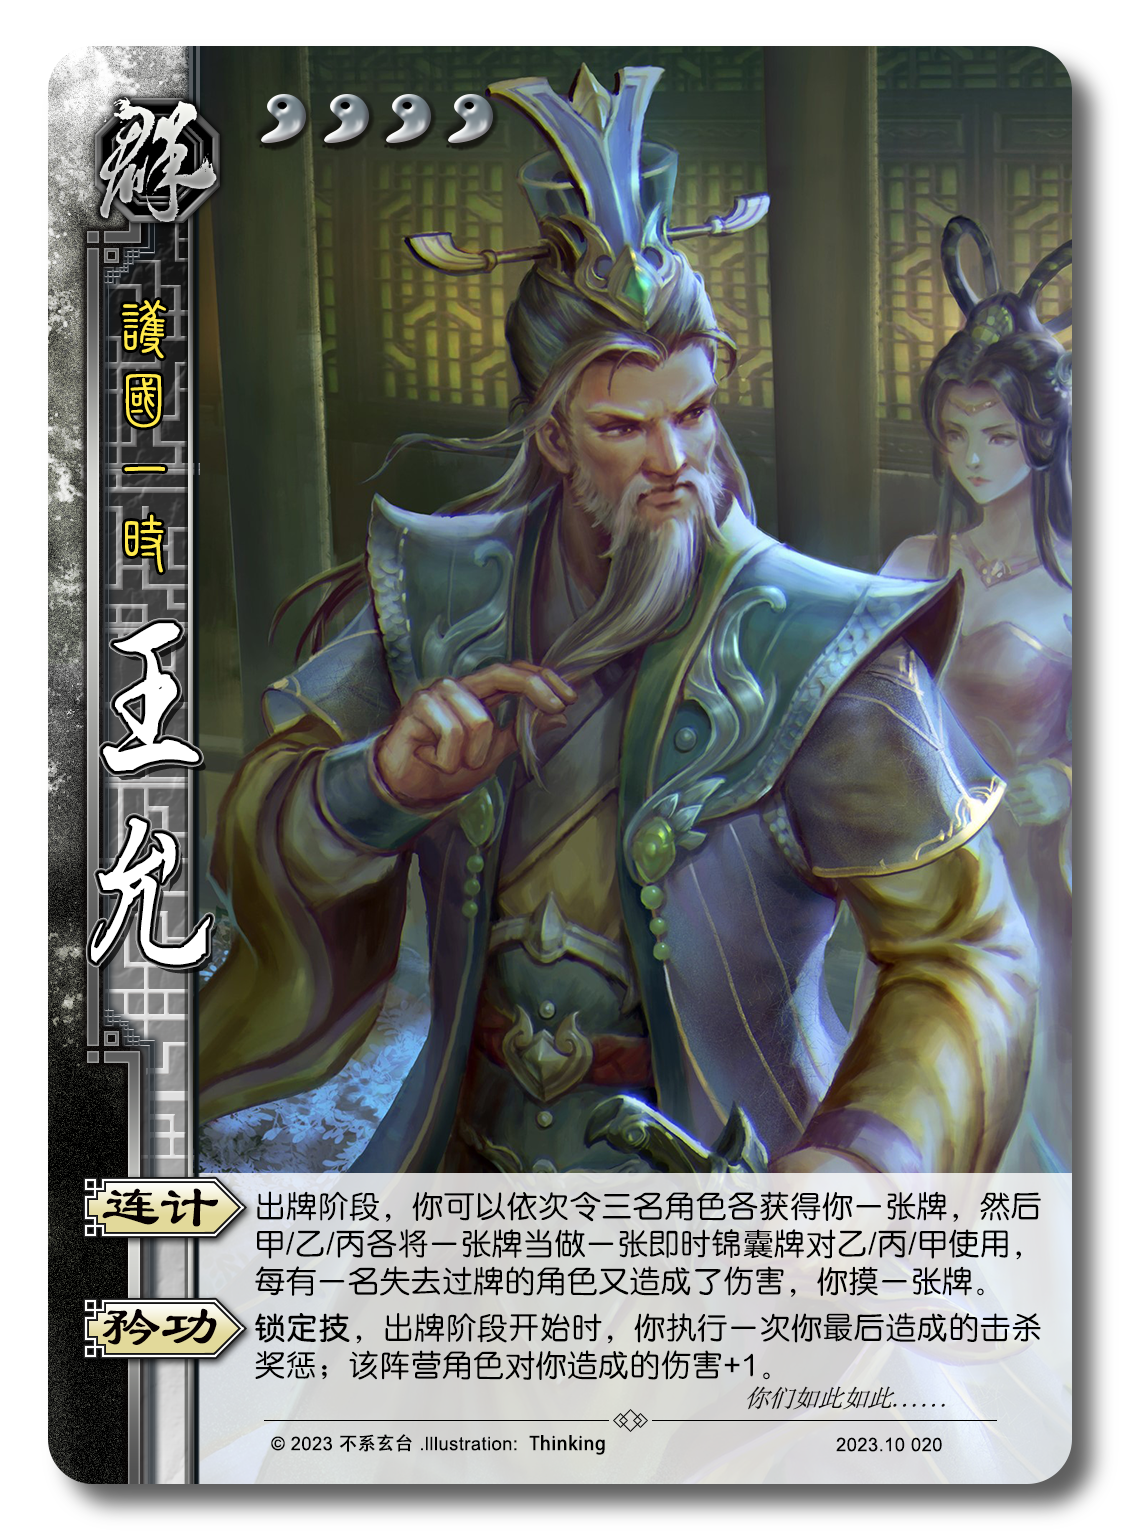 群
護國一時
王允
连计
出牌阶段，你可以依次令三名角色各获得你一张牌，然后
甲/乙/丙各将一张牌当做一张即时锦囊牌对乙/丙/甲使用，
每有一名失去过牌的角色又造成了伤害，你摸一张牌。
矜功
锁定技，出牌阶段开始时，你执行一次你最后造成的击杀
奖惩；该阵营角色对你造成的伤害+1。
你们如此如此……
© 2023 不系玄台 .Illustration: Thinking
2023.10 020